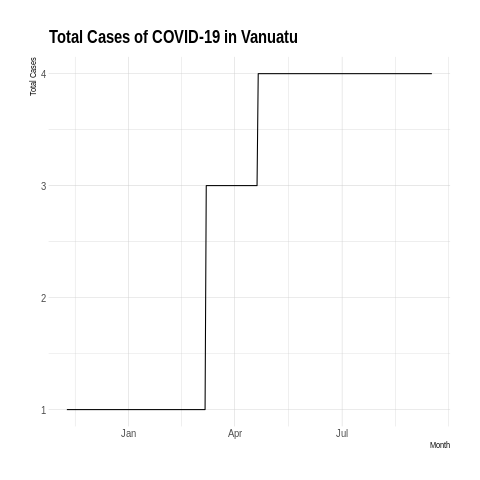 Total Cases of COVID-19 in Vanuatu
Total Cases
4
3
2
1
Jan Apr Jul
Month